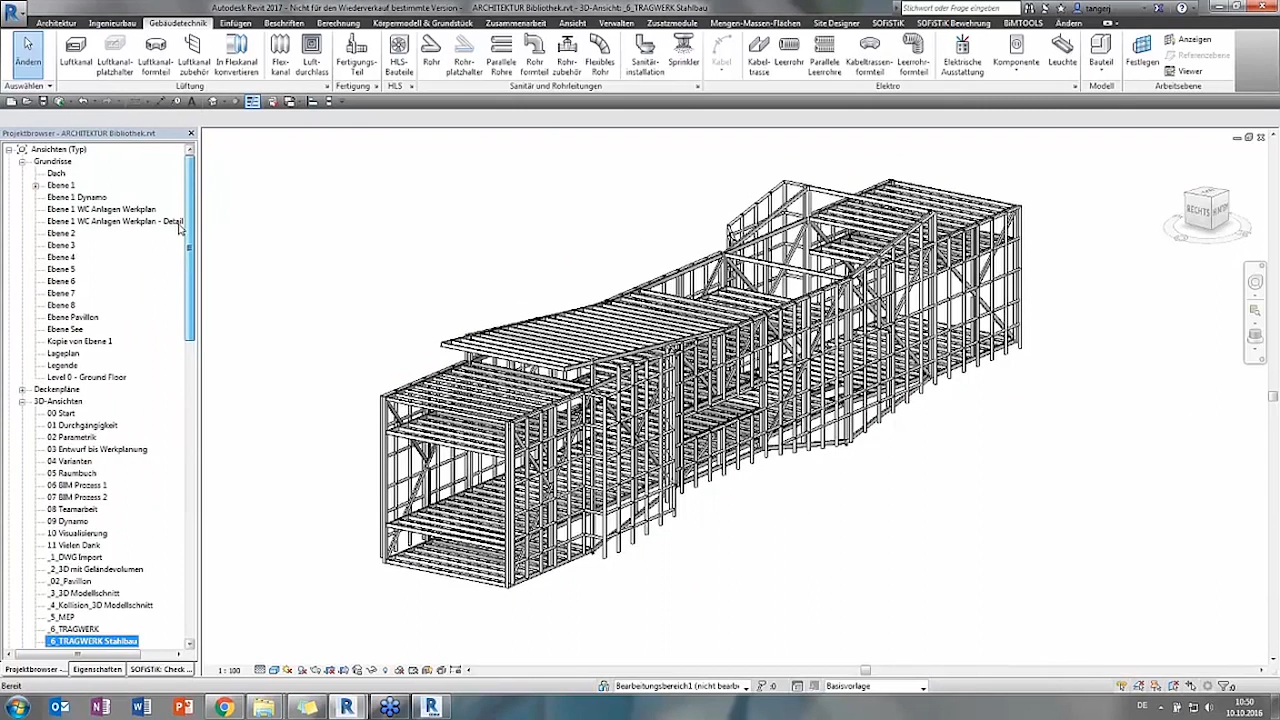 Autodesk Revit 2017 - Nicht für den Wiederverkauf bestimmte Version - ARCHITEKTUR Bibliothek.rvt - 3D-Ansicht: _6_TRAGWERK Stahlbau
Stichwort oder Frage eingeben
tangerj
Architektur Ingenieurbau Gebäudetechnik Einfügen Beschriften Berechnung Körpermodell & Grundstück Zusammenarbeit Ansicht Verwalten Zusatzmodule Mengen-Massen-Flächen Site Designer SOFiSTiK SOFiSTiK Bewehrung BiMTOOLS Ändern
Ändern
Luftkanal
Luftkanal-platzhalter
Luftkanal-formteil
Luftkanal zubehör
In Flexkanal konvertieren
Flex-kanal
Luft-durchlass
Fertigungs-Teil
HLS-Bauteile
Rohr
Rohr-platzhalter
Parallele Rohre
Rohr formteil
Rohr-zubehör
Flexibles Rohr
Sanitär-installation
Sprinkler
Kabel
Kabel-trasse
Leerrohr
Parallele Leerrohre
Kabeltrassen-formteil
Leerrohr-formteil
Elektrische Ausstattung
Komponente
Leuchte
Bauteil
Festlegen
Anzeigen
Referenzebene
Viewer
Auswählen Lüftung Fertigung HLS Sanitär und Rohrleitungen Elektro Modell Arbeitsebene
Projektbrowser - ARCHITEKTUR Bibliothek.rvt
Ansichten (Typ)
Grundrisse
Dach
Ebene 1
Ebene 1 Dynamo
Ebene 1 WC Anlagen Werkplan
Ebene 1 WC Anlagen Werkplan - Detail
Ebene 2
Ebene 3
Ebene 4
Ebene 5
Ebene 6
Ebene 7
Ebene 8
Ebene Pavillon
Ebene See
Kopie von Ebene 1
Lageplan
Legende
Level 0 - Ground Floor
Deckenpläne
3D-Ansichten
00 Start
01 Durchgängigkeit
02 Parametrik
03 Entwurf bis Werkplanung
04 Varianten
05 Raumbuch
06 BIM Prozess 1
07 BIM Prozess 2
08 Teamarbeit
09 Dynamo
10 Visualisierung
11 Vielen Dank
_1_DWG Import
_2_3D mit Geländevolumen
_02_Pavillon
_3_3D Modellschnitt
_4_Kollision_3D Modellschnitt
_5_MEP
_6_TRAGWERK
_6_TRAGWERK Stahlbau
RECHTS HINTEN
Projektbrowser -... Eigenschaften SOFiSTiK: Check ...
1 : 100
Bereit
Bearbeitungsbereich1 (nicht bearb
:0
Basisvorlage
:0
DE
10:50
10.10.2016